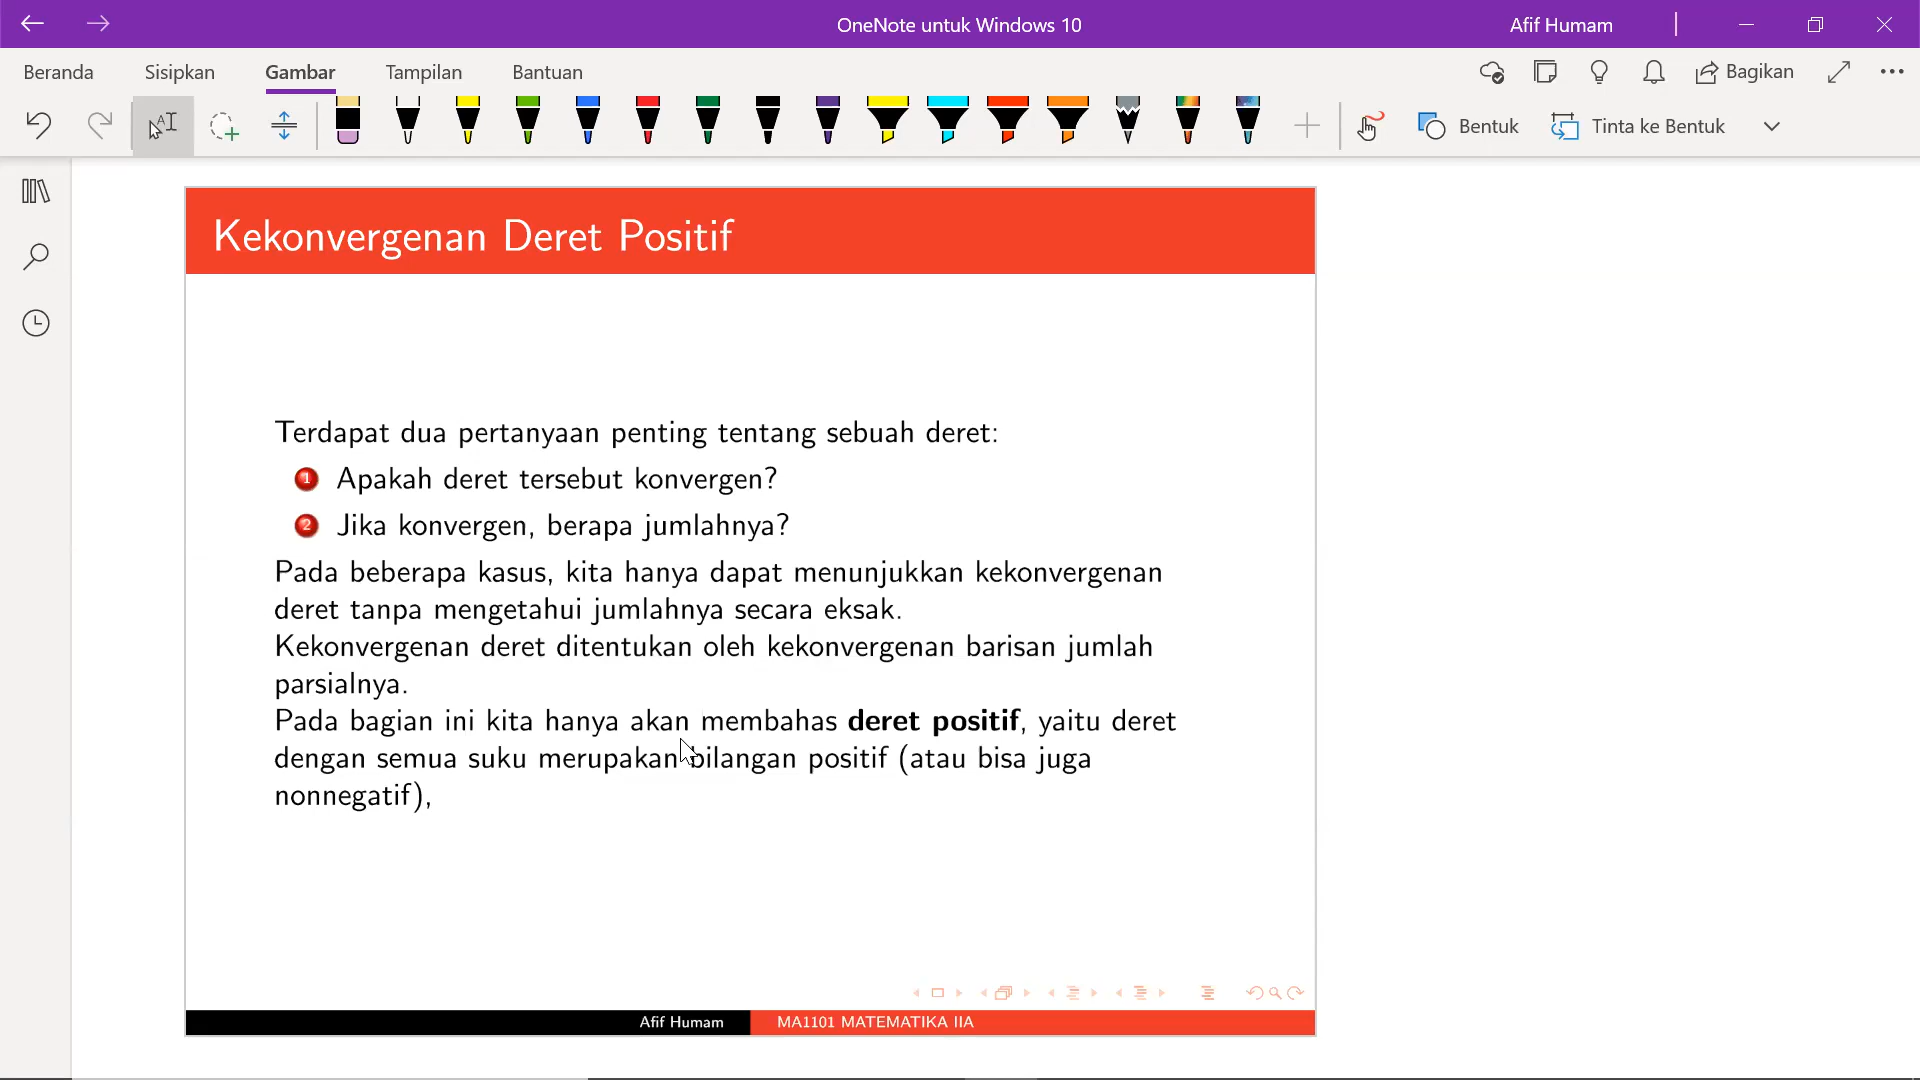 OneNote untuk Windows 10
Afif Humam
Beranda Sisipkan Gambar Tampilan Bantuan
Bagikan
Bentuk
Tinta ke Bentuk
Kekonvergenan Deret Positif
Terdapat dua pertanyaan penting tentang sebuah deret:
1 Apakah deret tersebut konvergen?
2 Jika konvergen, berapa jumlahnya?
Pada beberapa kasus, kita hanya dapat menunjukkan kekonvergenan
deret tanpa mengetahui jumlahnya secara eksak.
Kekonvergenan deret ditentukan oleh kekonvergenan barisan jumlah
parsialnya.
Pada bagian ini kita hanya akan membahas deret positif, yaitu deret
dengan semua suku merupakan bilangan positif (atau bisa juga
nonnegatif),
Afif Humam
MA1101 MATEMATIKA IIA